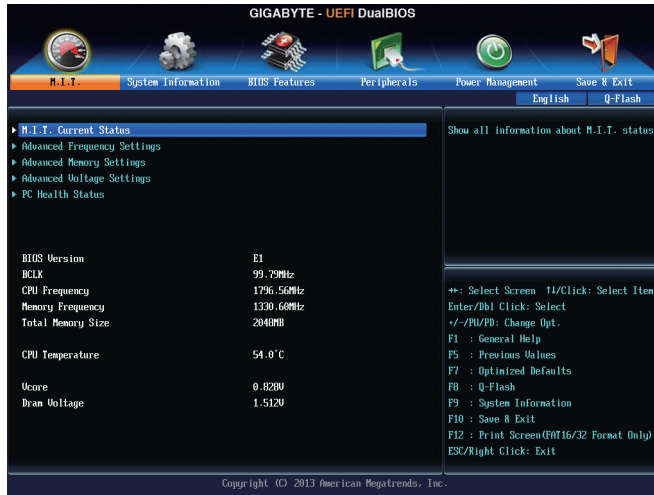 GIGABYTE - UEFI DualBIOS
M.I.T. System Information BIOS Features Peripherals Power Management Save & Exit
English Q-Flash
M.I.T. Current Status
Advanced Frequency Settings
Advanced Memory Settings
Advanced Voltage Settings
PC Health Status
BIOS Version E1
BCLK 99.79MHz
CPU Frequency 1796.56MHz
Memory Frequency 1330.60MHz
Total Memory Size 2048MB
CPU Temperature 54.0°C
Vcore 0.828V
Dram Voltage 1.512V
Show all information about M.I.T. status
→←: Select Screen ↑↓/Click: Select Item
Enter/Dbl Click: Select
+/-/PU/PD: Change Opt.
F1 : General Help
F5 : Previous Values
F7 : Optimized Defaults
F8 : Q-Flash
F9 : System Information
F10 : Save & Exit
F12 : Print Screen(FAT16/32 Format Only)
ESC/Right Click: Exit
Copyright (C) 2013 American Megatrends, Inc.